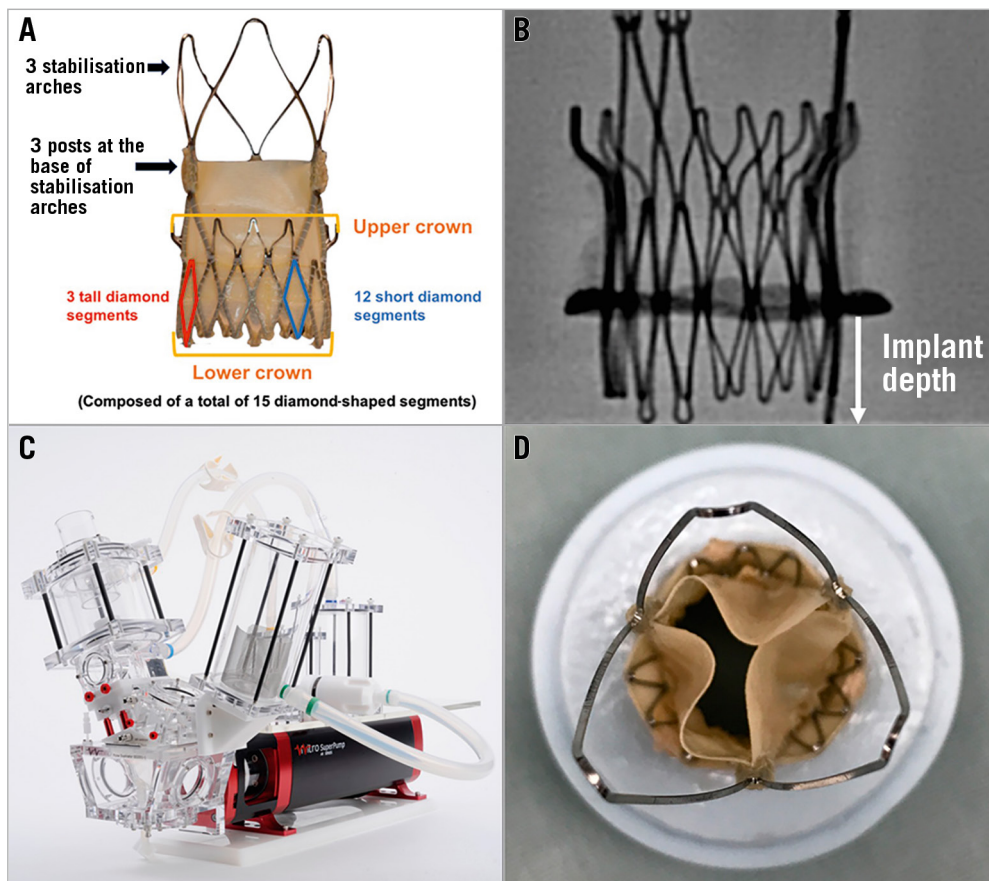 A
3 stabilisation
arches
3 posts at the
base of
stabilisation
arches
Upper crown
3 tall diamond
segments
12 short diamond
segments
Lower crown
(Composed of a total of 15 diamond-shaped segments)
B
Implant
depth
C
SuperPump
D